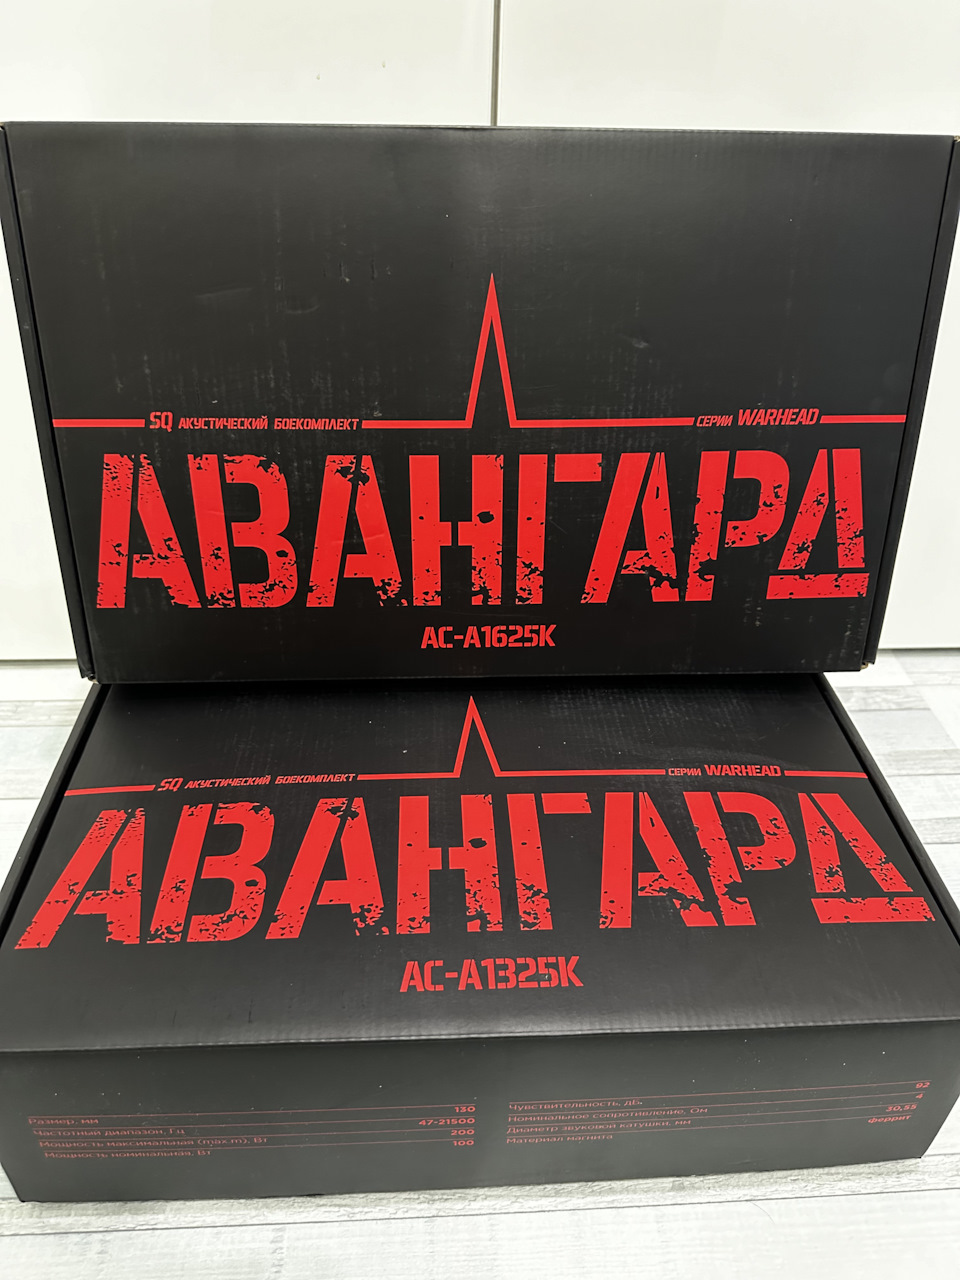 SQ АКУСТИЧЕСКИЙ БОЕКОМПЛЕКТ СЕРИИ WARHEAD
АВАНГАРД
AC-A1625K
SQ АКУСТИЧЕСКИЙ БОЕКОМПЛЕКТ СЕРИИ WARHEAD
АВАНГАРД
AC-A1325K
Размер, мм 130
Частотный диапазон, Гц 47-21500
Мощность максимальная (max.m), Вт 200
Мощность номинальная, Вт 100
Чувствительность, дБ. 92
Номинальное сопротивление, Ом 4
Диаметр звуковой катушки, мм 30,55
Материал магнита феррит